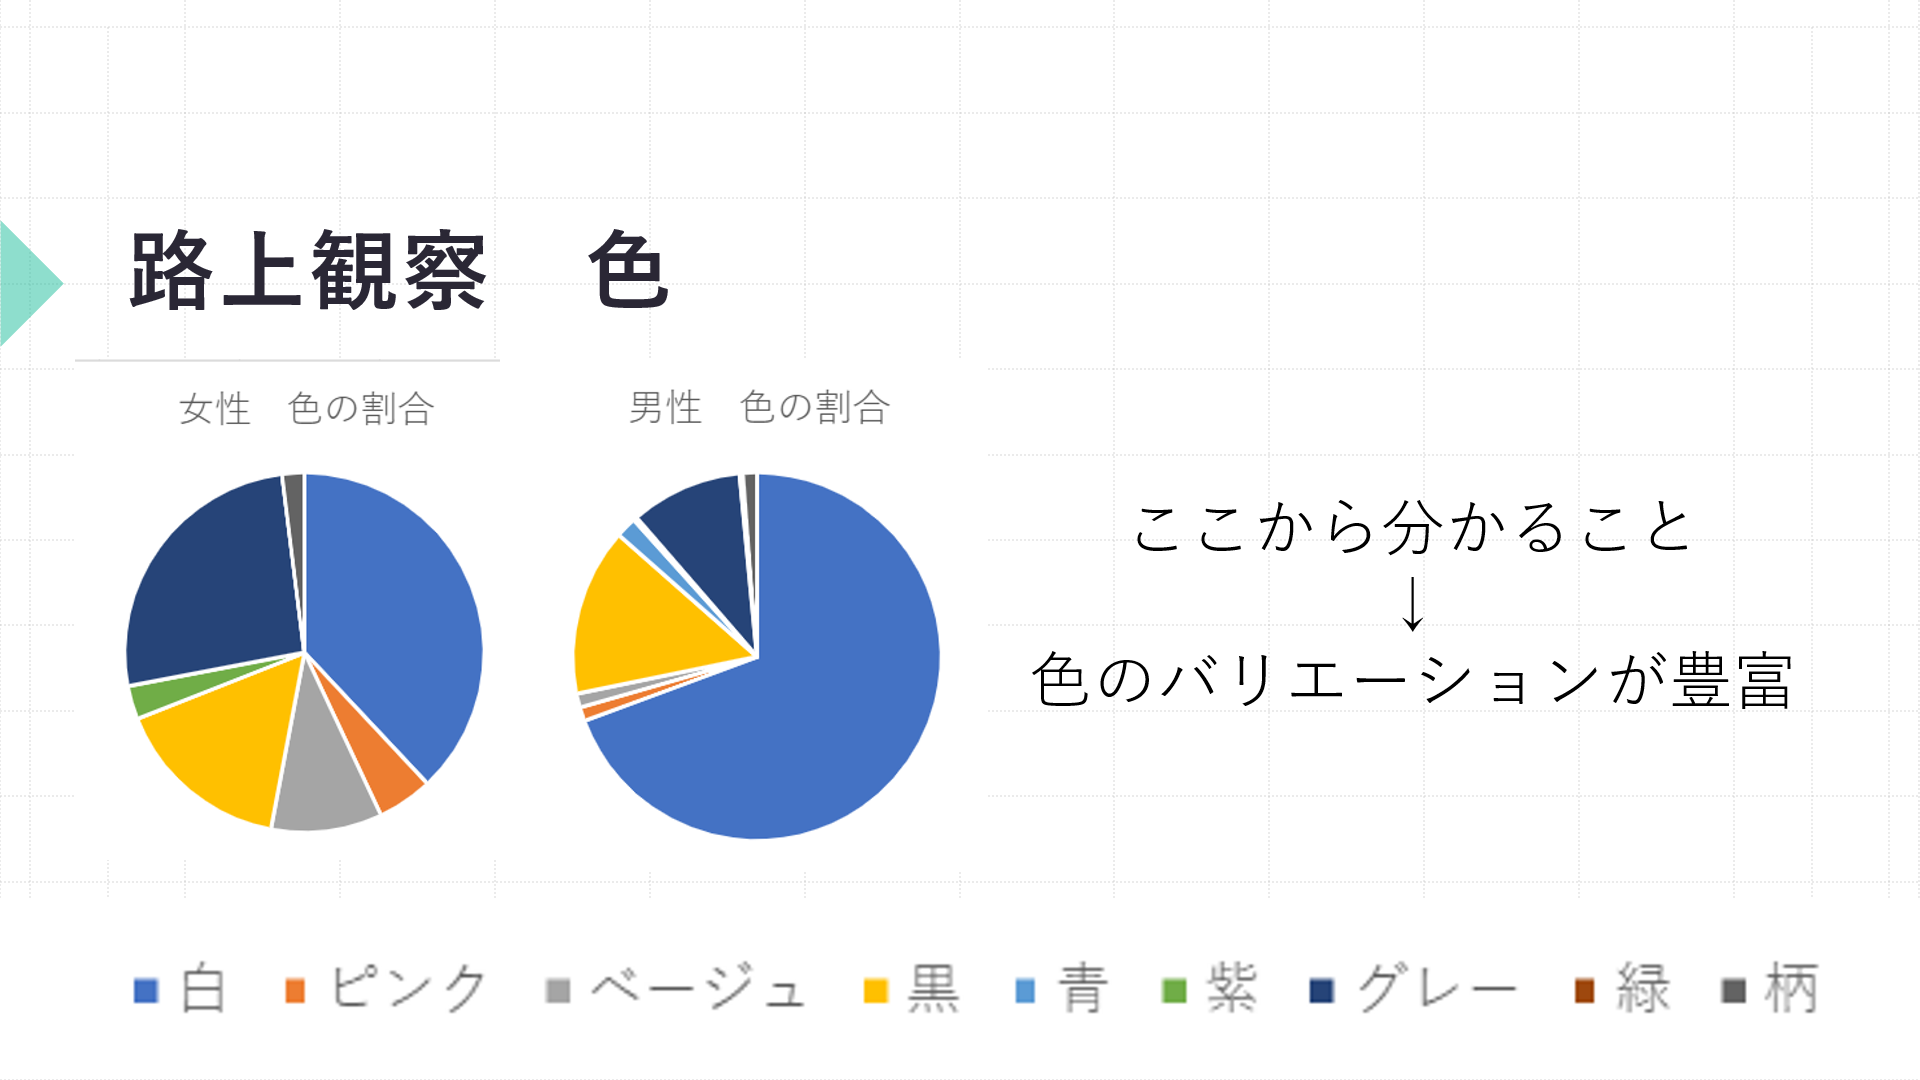 路上観察　色
女性　色の割合
男性　色の割合
ここから分かること
↓
色のバリエーションが豊富
白 ピンク ベージュ 黒 青 紫 グレー 緑 柄